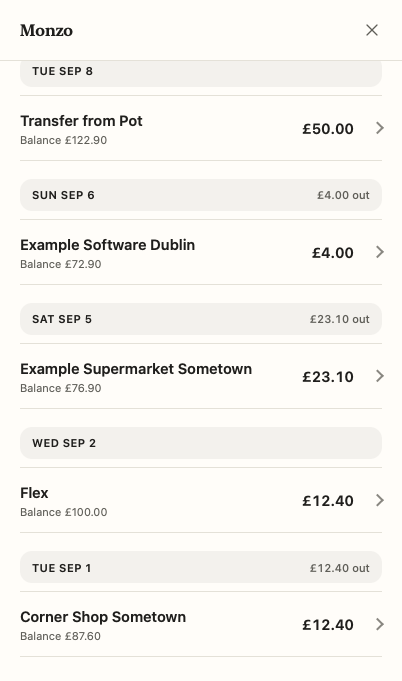 Monzo
TUE SEP 8
Transfer from Pot
£50.00
Balance £122.90
SUN SEP 6
£4.00 out
Example Software Dublin
£4.00
Balance £72.90
SAT SEP 5
£23.10 out
Example Supermarket Sometown
£23.10
Balance £76.90
WED SEP 2
Flex
£12.40
Balance £100.00
TUE SEP 1
£12.40 out
Corner Shop Sometown
£12.40
Balance £87.60